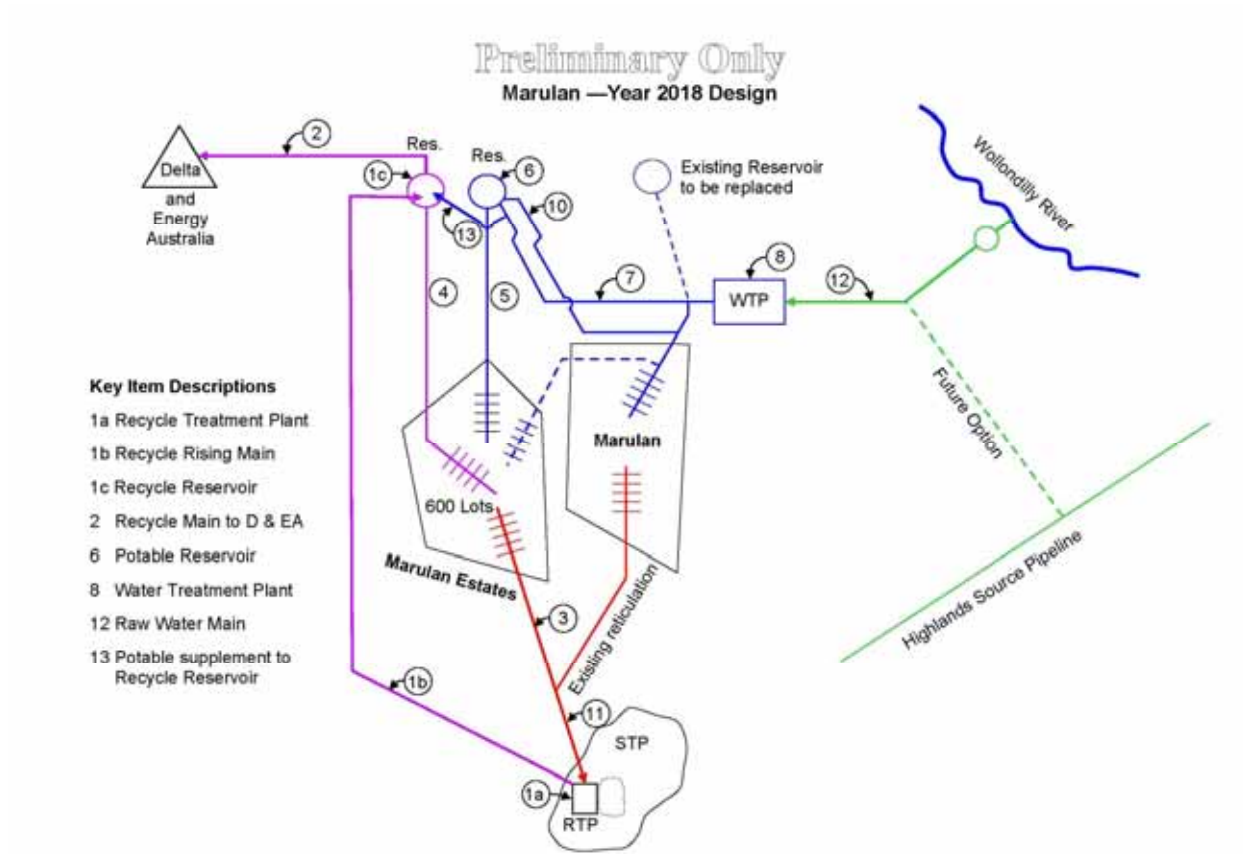 Preliminary Only
Marulan —Year 2018 Design
2
Res.
Res.
Delta
and
Energy
Australia
1c
6
10
13
Existing Reservoir
to be replaced
Wollondilly River
8
7
WTP
12
4
5
Future Option
Highlands Source Pipeline
Key Item Descriptions
1a Recycle Treatment Plant
1b Recycle Rising Main
1c Recycle Reservoir
2 Recycle Main to D & EA
6 Potable Reservoir
8 Water Treatment Plant
12 Raw Water Main
13 Potable supplement to
Recycle Reservoir
Marulan
600 Lots
Marulan Estates
3
Existing reticulation
1b
11
STP
1a
RTP